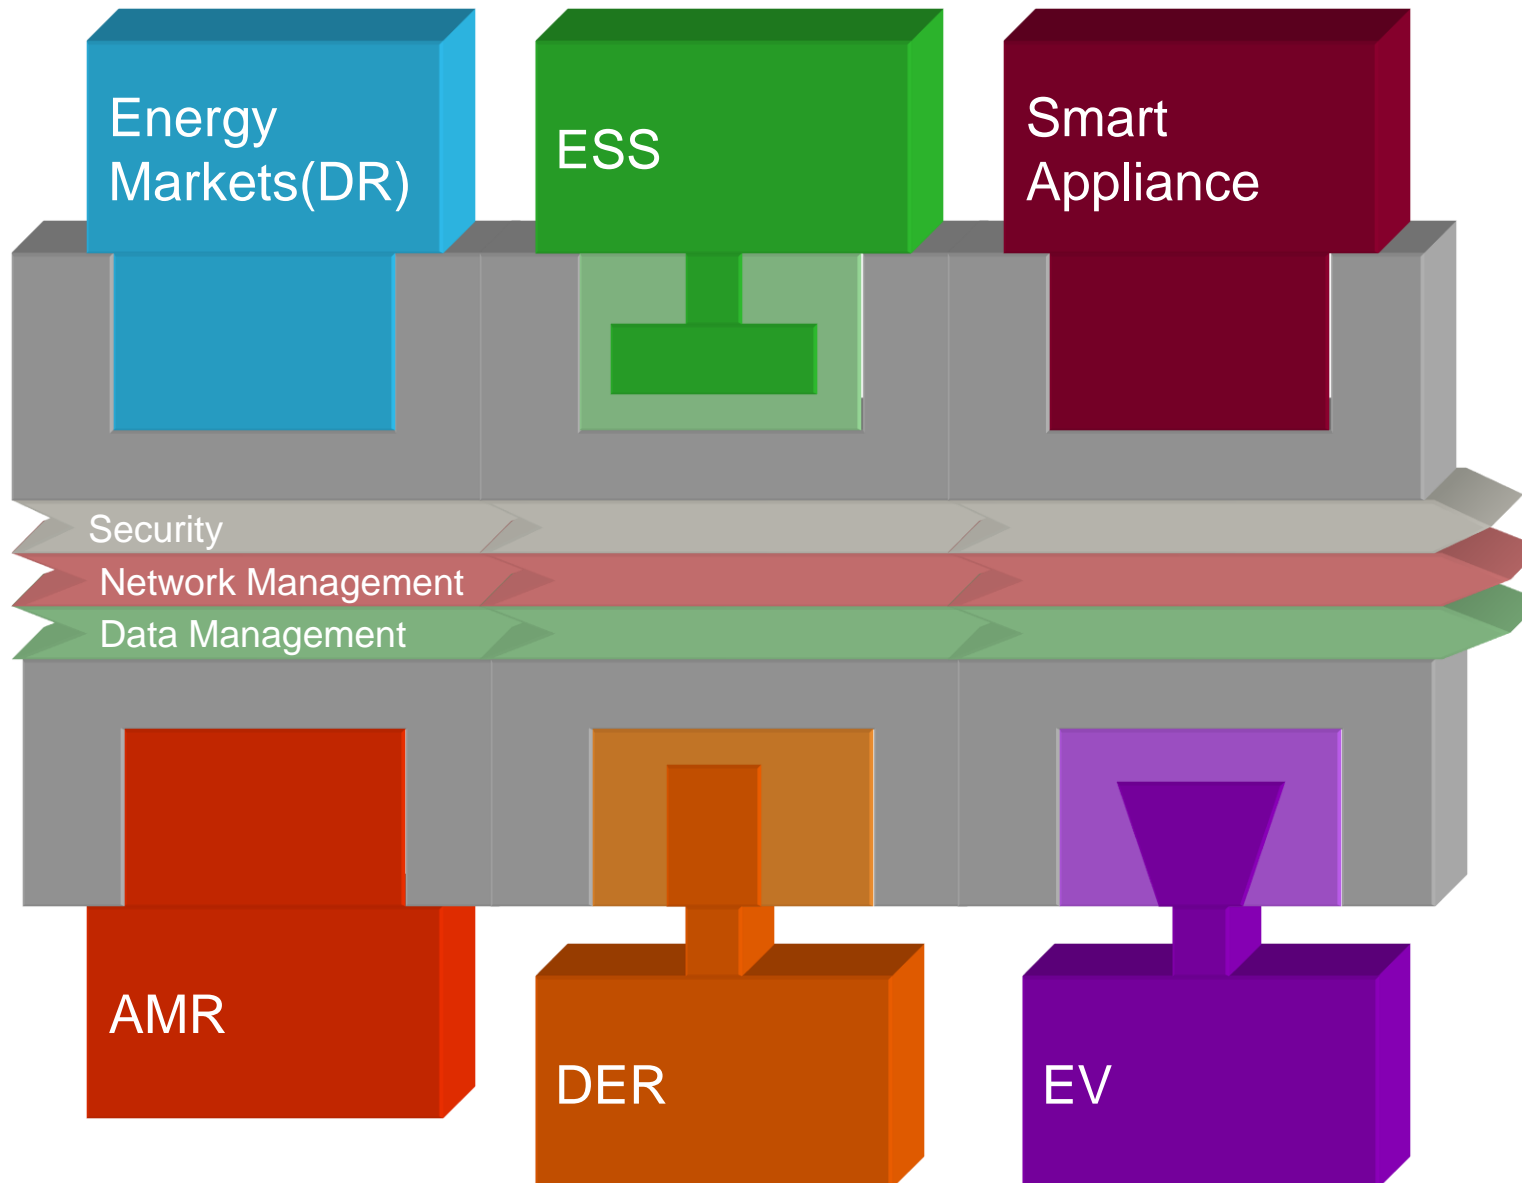 Energy
Markets(DR)
ESS
Smart
Appliance
Security
Network Management
Data Management
AMR
DER
EV